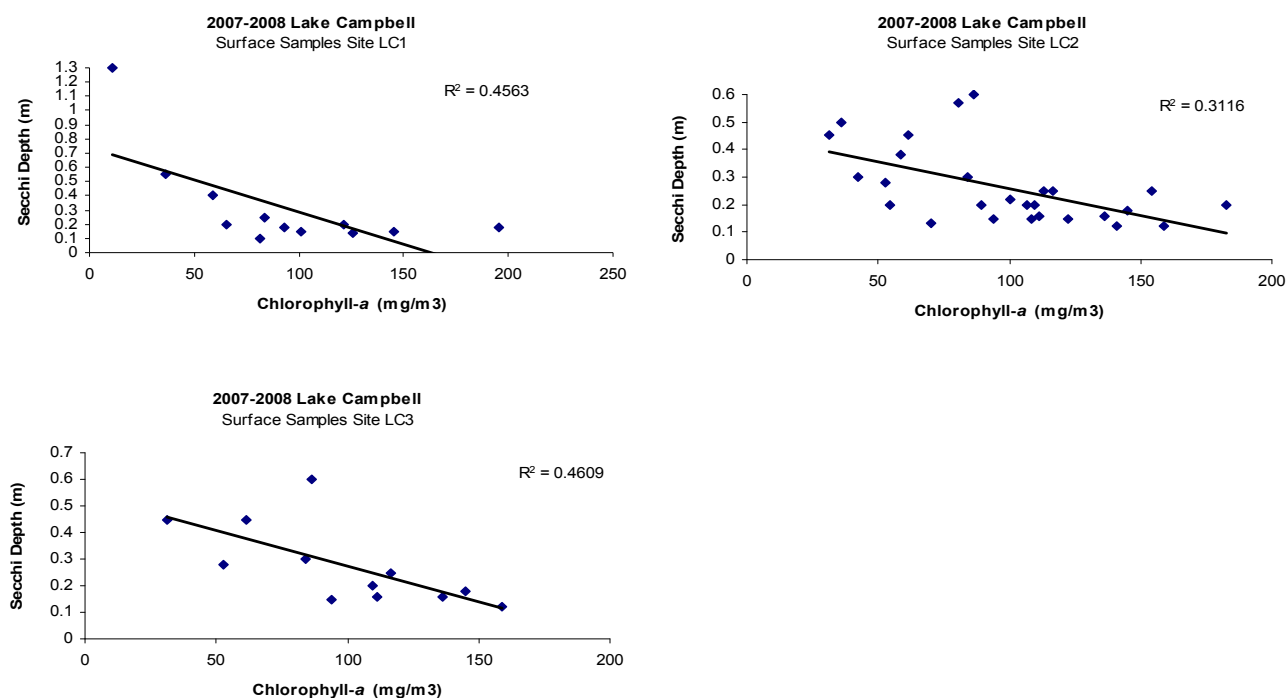 2007-2008 Lake Campbell
Surface Samples Site LC1
R² = 0.4563
Secchi Depth (m)
1.3
1.2
1.1
1
0.9
0.8
0.7
0.6
0.5
0.4
0.3
0.2
0.1
0
0 50 100 150 200 250
Chlorophyll-a (mg/m3)
2007-2008 Lake Campbell
Surface Samples Site LC2
R² = 0.3116
Secchi Depth (m)
0.6
0.5
0.4
0.3
0.2
0.1
0
0 50 100 150 200
Chlorophyll-a (mg/m3)
2007-2008 Lake Campbell
Surface Samples Site LC3
R² = 0.4609
Secchi Depth (m)
0.7
0.6
0.5
0.4
0.3
0.2
0.1
0
0 50 100 150 200
Chlorophyll-a (mg/m3)